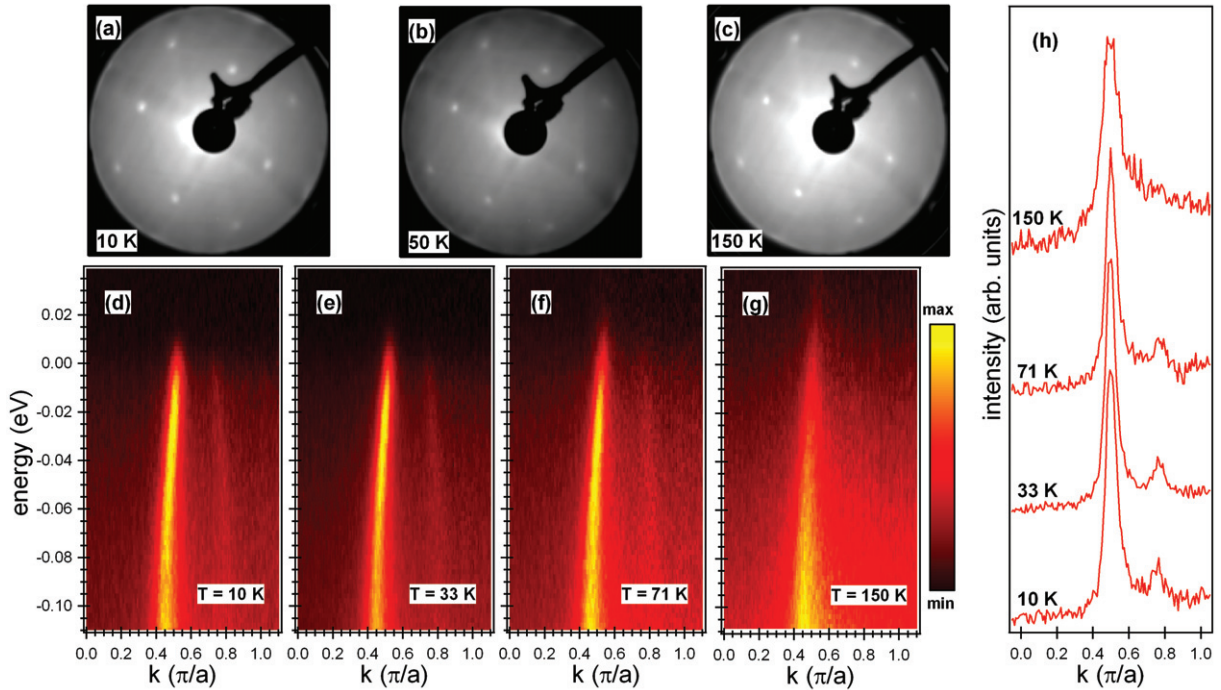 (a)
(b)
(c)
(h)
10 K
50 K
150 K
(d)
(e)
(f)
(g)
max
min
0.02
0.00
-0.02
-0.04
-0.06
-0.08
-0.10
energy (eV)
T = 10 K
T = 33 K
T = 71 K
T = 150 K
0.0 0.2 0.4 0.6 0.8 1.0
0.0 0.2 0.4 0.6 0.8 1.0
0.0 0.2 0.4 0.6 0.8 1.0
0.0 0.2 0.4 0.6 0.8 1.0
k (π/a)
k (π/a)
k (π/a)
k (π/a)
intensity (arb. units)
150 K
71 K
33 K
10 K
0.0 0.2 0.4 0.6 0.8 1.0
k (π/a)